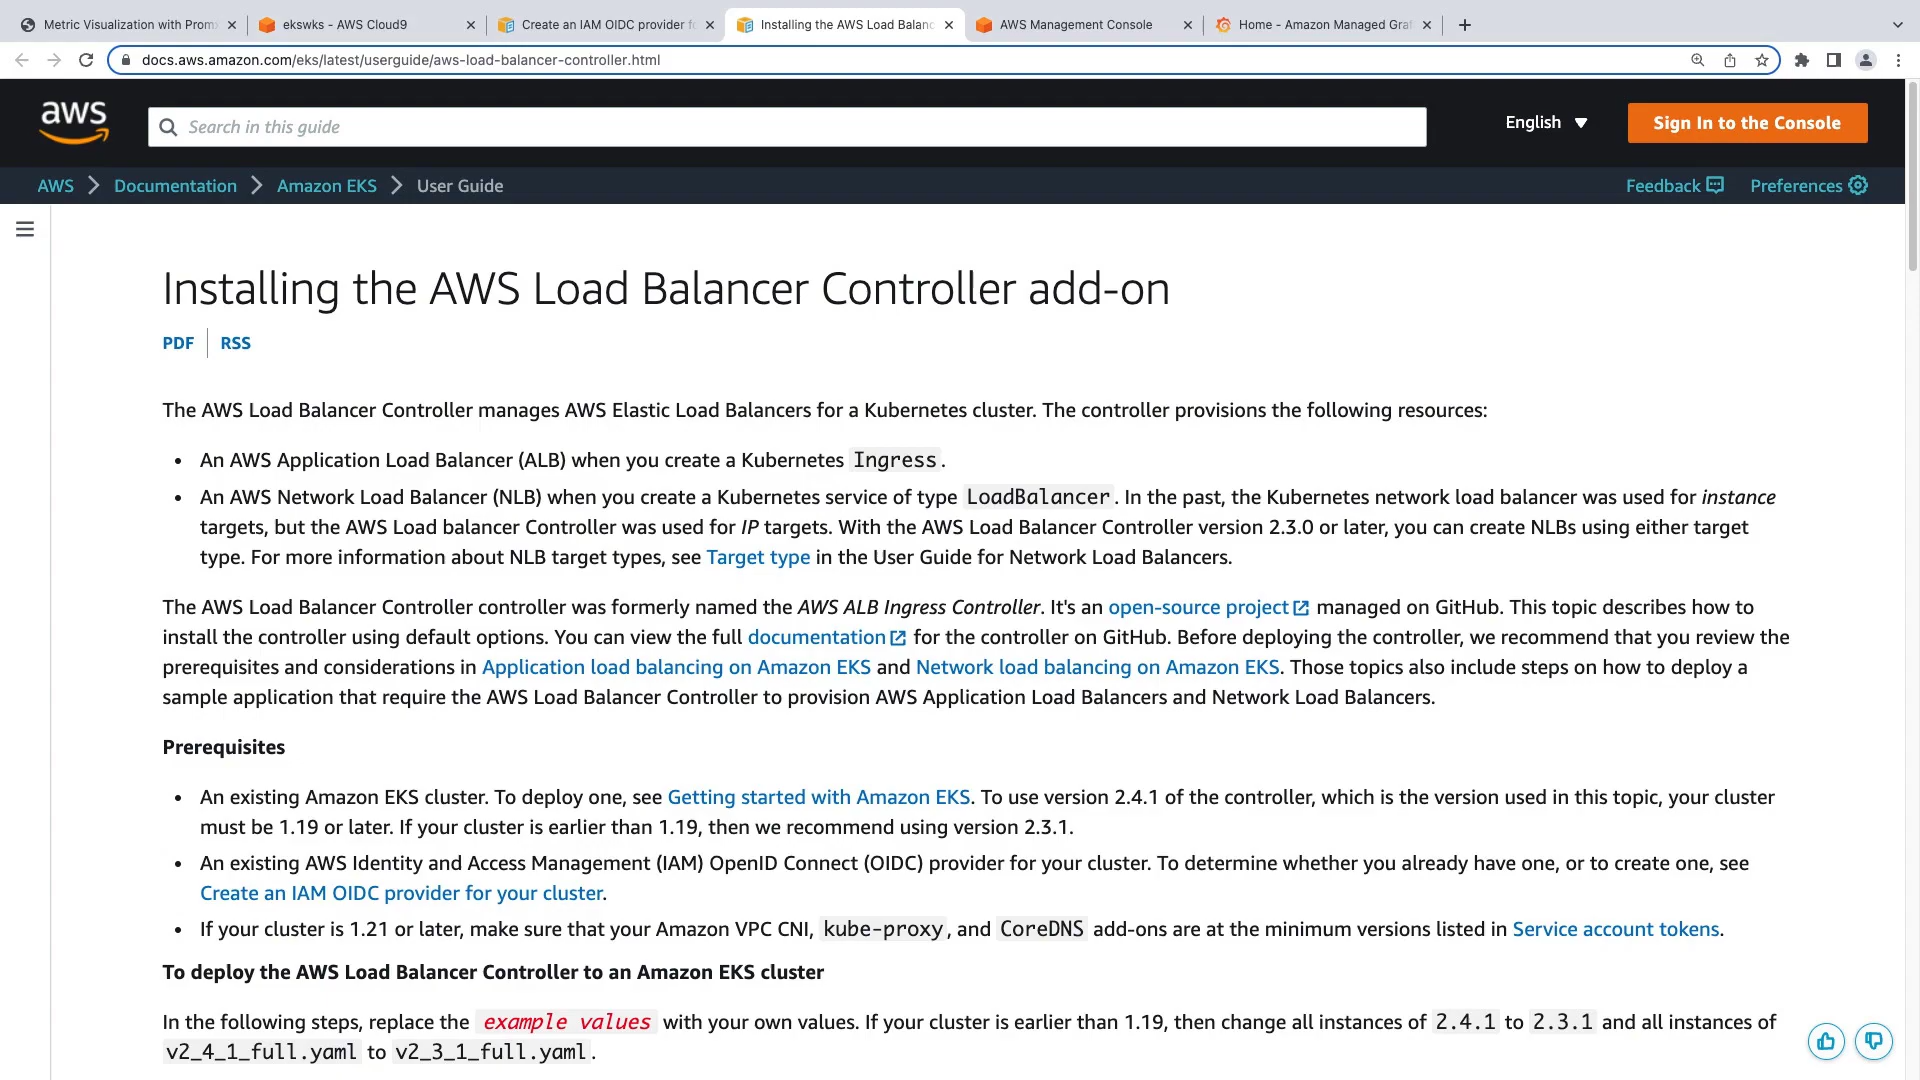 Metric Visualization with Prom
ekswks - AWS Cloud9
Create an IAM OIDC provider fo
Installing the AWS Load Balanc
AWS Management Console
Home - Amazon Managed Graf
docs.aws.amazon.com/eks/latest/userguide/aws-load-balancer-controller.html
aws
Search in this guide
English
Sign In to the Console
AWS
Documentation
Amazon EKS
User Guide
Feedback
Preferences
Installing the AWS Load Balancer Controller add-on
PDF
RSS
The AWS Load Balancer Controller manages AWS Elastic Load Balancers for a Kubernetes cluster. The controller provisions the following resources:
• An AWS Application Load Balancer (ALB) when you create a Kubernetes Ingress.
• An AWS Network Load Balancer (NLB) when you create a Kubernetes service of type LoadBalancer. In the past, the Kubernetes network load balancer was used for instance
targets, but the AWS Load balancer Controller was used for IP targets. With the AWS Load Balancer Controller version 2.3.0 or later, you can create NLBs using either target
type. For more information about NLB target types, see Target type in the User Guide for Network Load Balancers.
The AWS Load Balancer Controller controller was formerly named the AWS ALB Ingress Controller. It's an open-source project managed on GitHub. This topic describes how to
install the controller using default options. You can view the full documentation for the controller on GitHub. Before deploying the controller, we recommend that you review the
prerequisites and considerations in Application load balancing on Amazon EKS and Network load balancing on Amazon EKS. Those topics also include steps on how to deploy a
sample application that require the AWS Load Balancer Controller to provision AWS Application Load Balancers and Network Load Balancers.
Prerequisites
• An existing Amazon EKS cluster. To deploy one, see Getting started with Amazon EKS. To use version 2.4.1 of the controller, which is the version used in this topic, your cluster
must be 1.19 or later. If your cluster is earlier than 1.19, then we recommend using version 2.3.1.
• An existing AWS Identity and Access Management (IAM) OpenID Connect (OIDC) provider for your cluster. To determine whether you already have one, or to create one, see
Create an IAM OIDC provider for your cluster.
• If your cluster is 1.21 or later, make sure that your Amazon VPC CNI, kube-proxy, and CoreDNS add-ons are at the minimum versions listed in Service account tokens.
To deploy the AWS Load Balancer Controller to an Amazon EKS cluster
In the following steps, replace the example values with your own values. If your cluster is earlier than 1.19, then change all instances of 2.4.1 to 2.3.1 and all instances of
v2_4_1_full.yaml to v2_3_1_full.yaml.